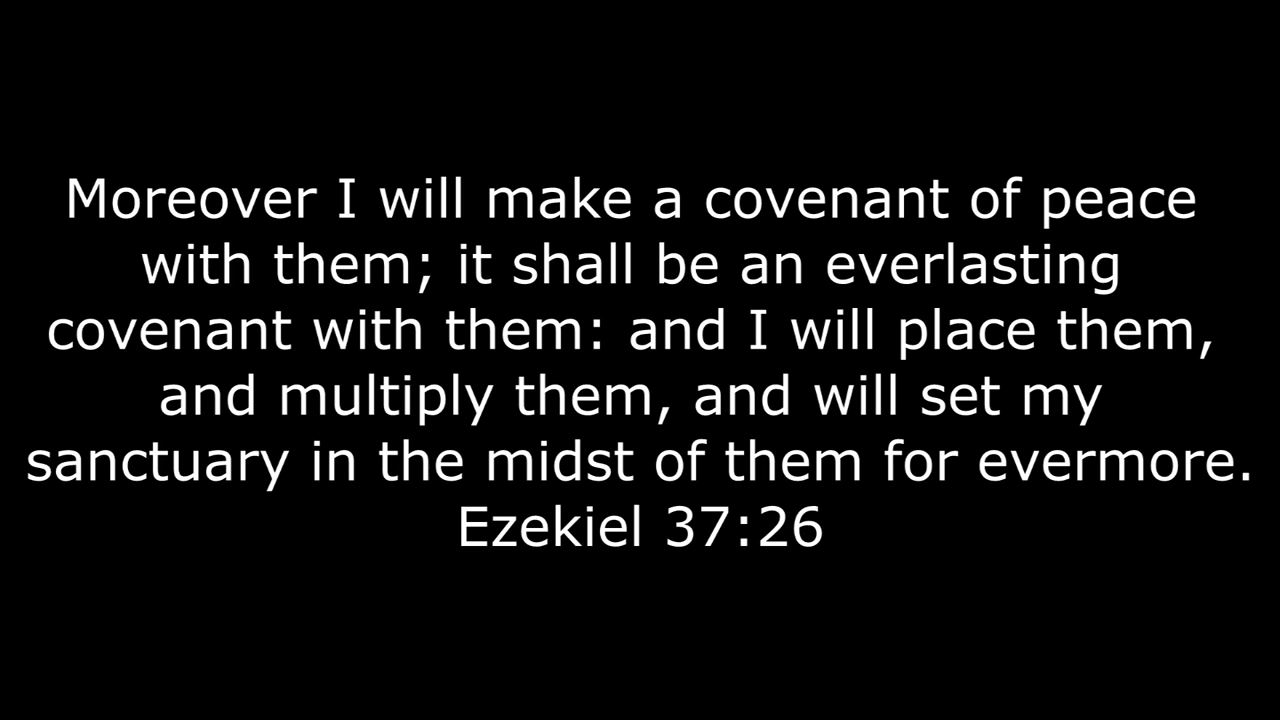 Moreover I will make a covenant of peace
with them; it shall be an everlasting
covenant with them: and I will place them,
and multiply them, and will set my
sanctuary in the midst of them for evermore.
Ezekiel 37:26